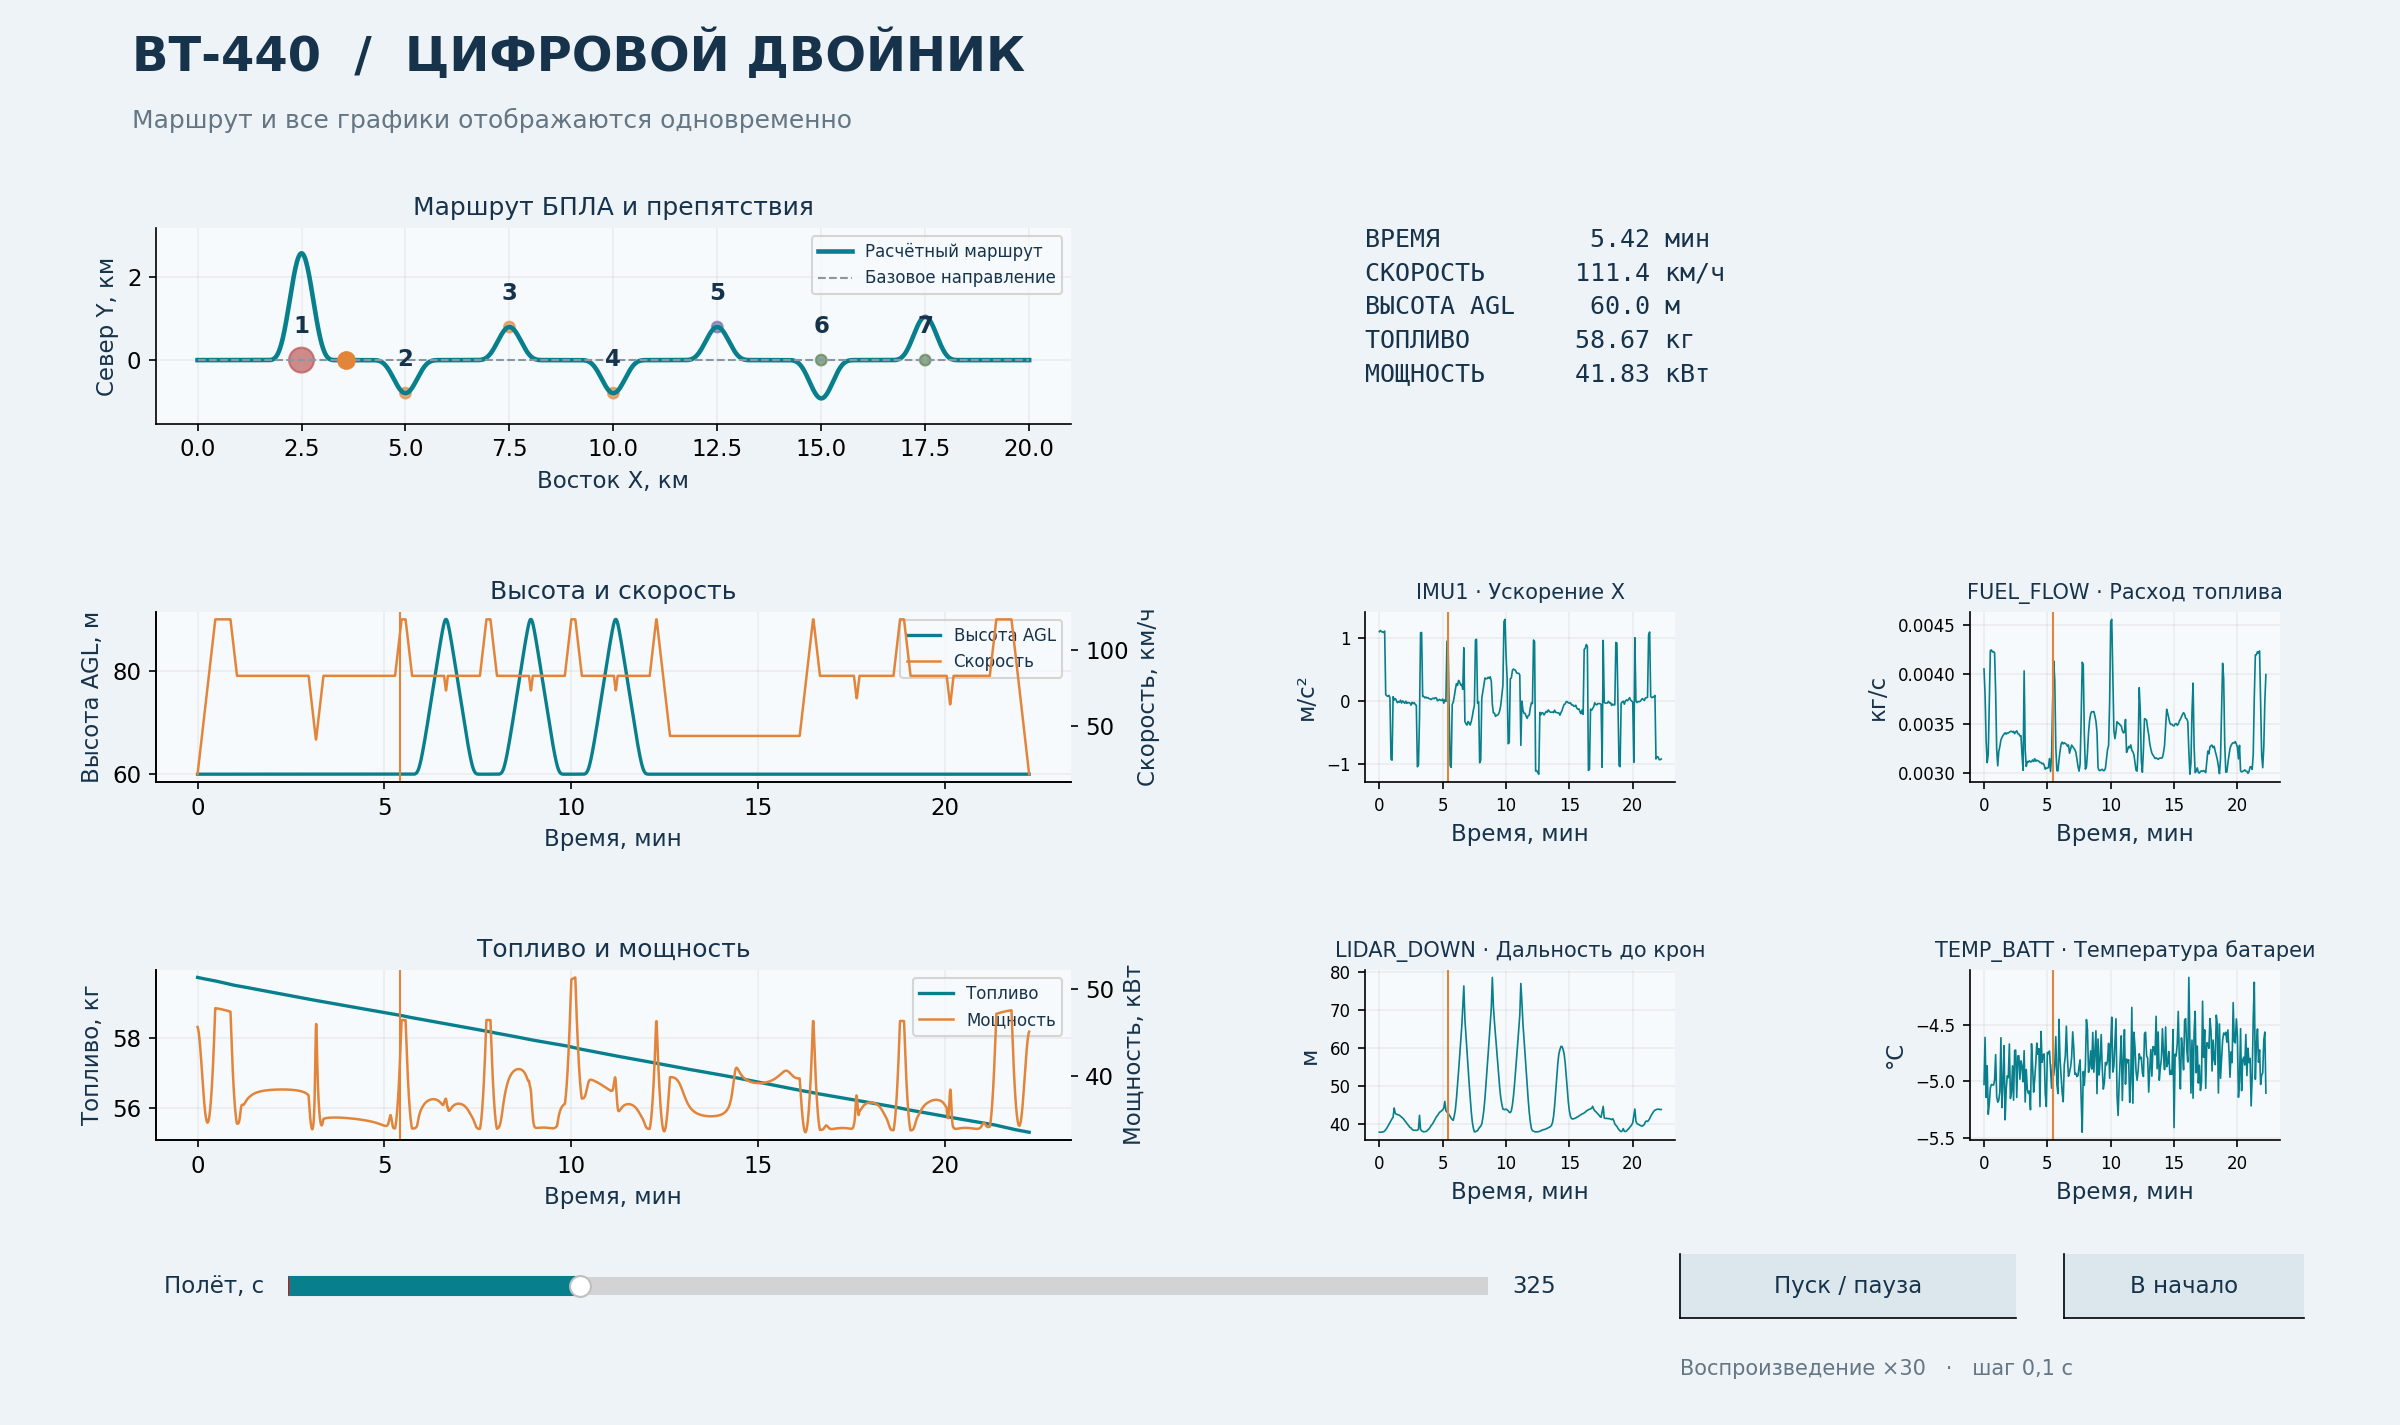 ВТ-440 / ЦИФРОВОЙ ДВОЙНИК
Маршрут и все графики отображаются одновременно
Маршрут БПЛА и препятствия
Север Y, км
2
0
1
2
3
4
5
6
7
Расчётный маршрут
Базовое направление
0.0 2.5 5.0 7.5 10.0 12.5 15.0 17.5 20.0
Восток X, км
ВРЕМЯ 5.42 мин
СКОРОСТЬ 111.4 км/ч
ВЫСОТА AGL 60.0 м
ТОПЛИВО 58.67 кг
МОЩНОСТЬ 41.83 кВт
Высота и скорость
Высота AGL, м
80
60
Высота AGL
Скорость
100
50
Скорость, км/ч
0 5 10 15 20
Время, мин
IMU1 · Ускорение X
м/с²
1
0
−1
0 5 10 15 20
Время, мин
FUEL_FLOW · Расход топлива
кг/с
0.0045
0.0040
0.0035
0.0030
0 5 10 15 20
Время, мин
Топливо и мощность
Топливо, кг
58
56
Топливо
Мощность
50
40
Мощность, кВт
0 5 10 15 20
Время, мин
LIDAR_DOWN · Дальность до крон
м
80
70
60
50
40
0 5 10 15 20
Время, мин
TEMP_BATT · Температура батареи
°C
−4.5
−5.0
−5.5
0 5 10 15 20
Время, мин
Полёт, с 325
Пуск / пауза
В начало
Воспроизведение ×30 · шаг 0,1 с